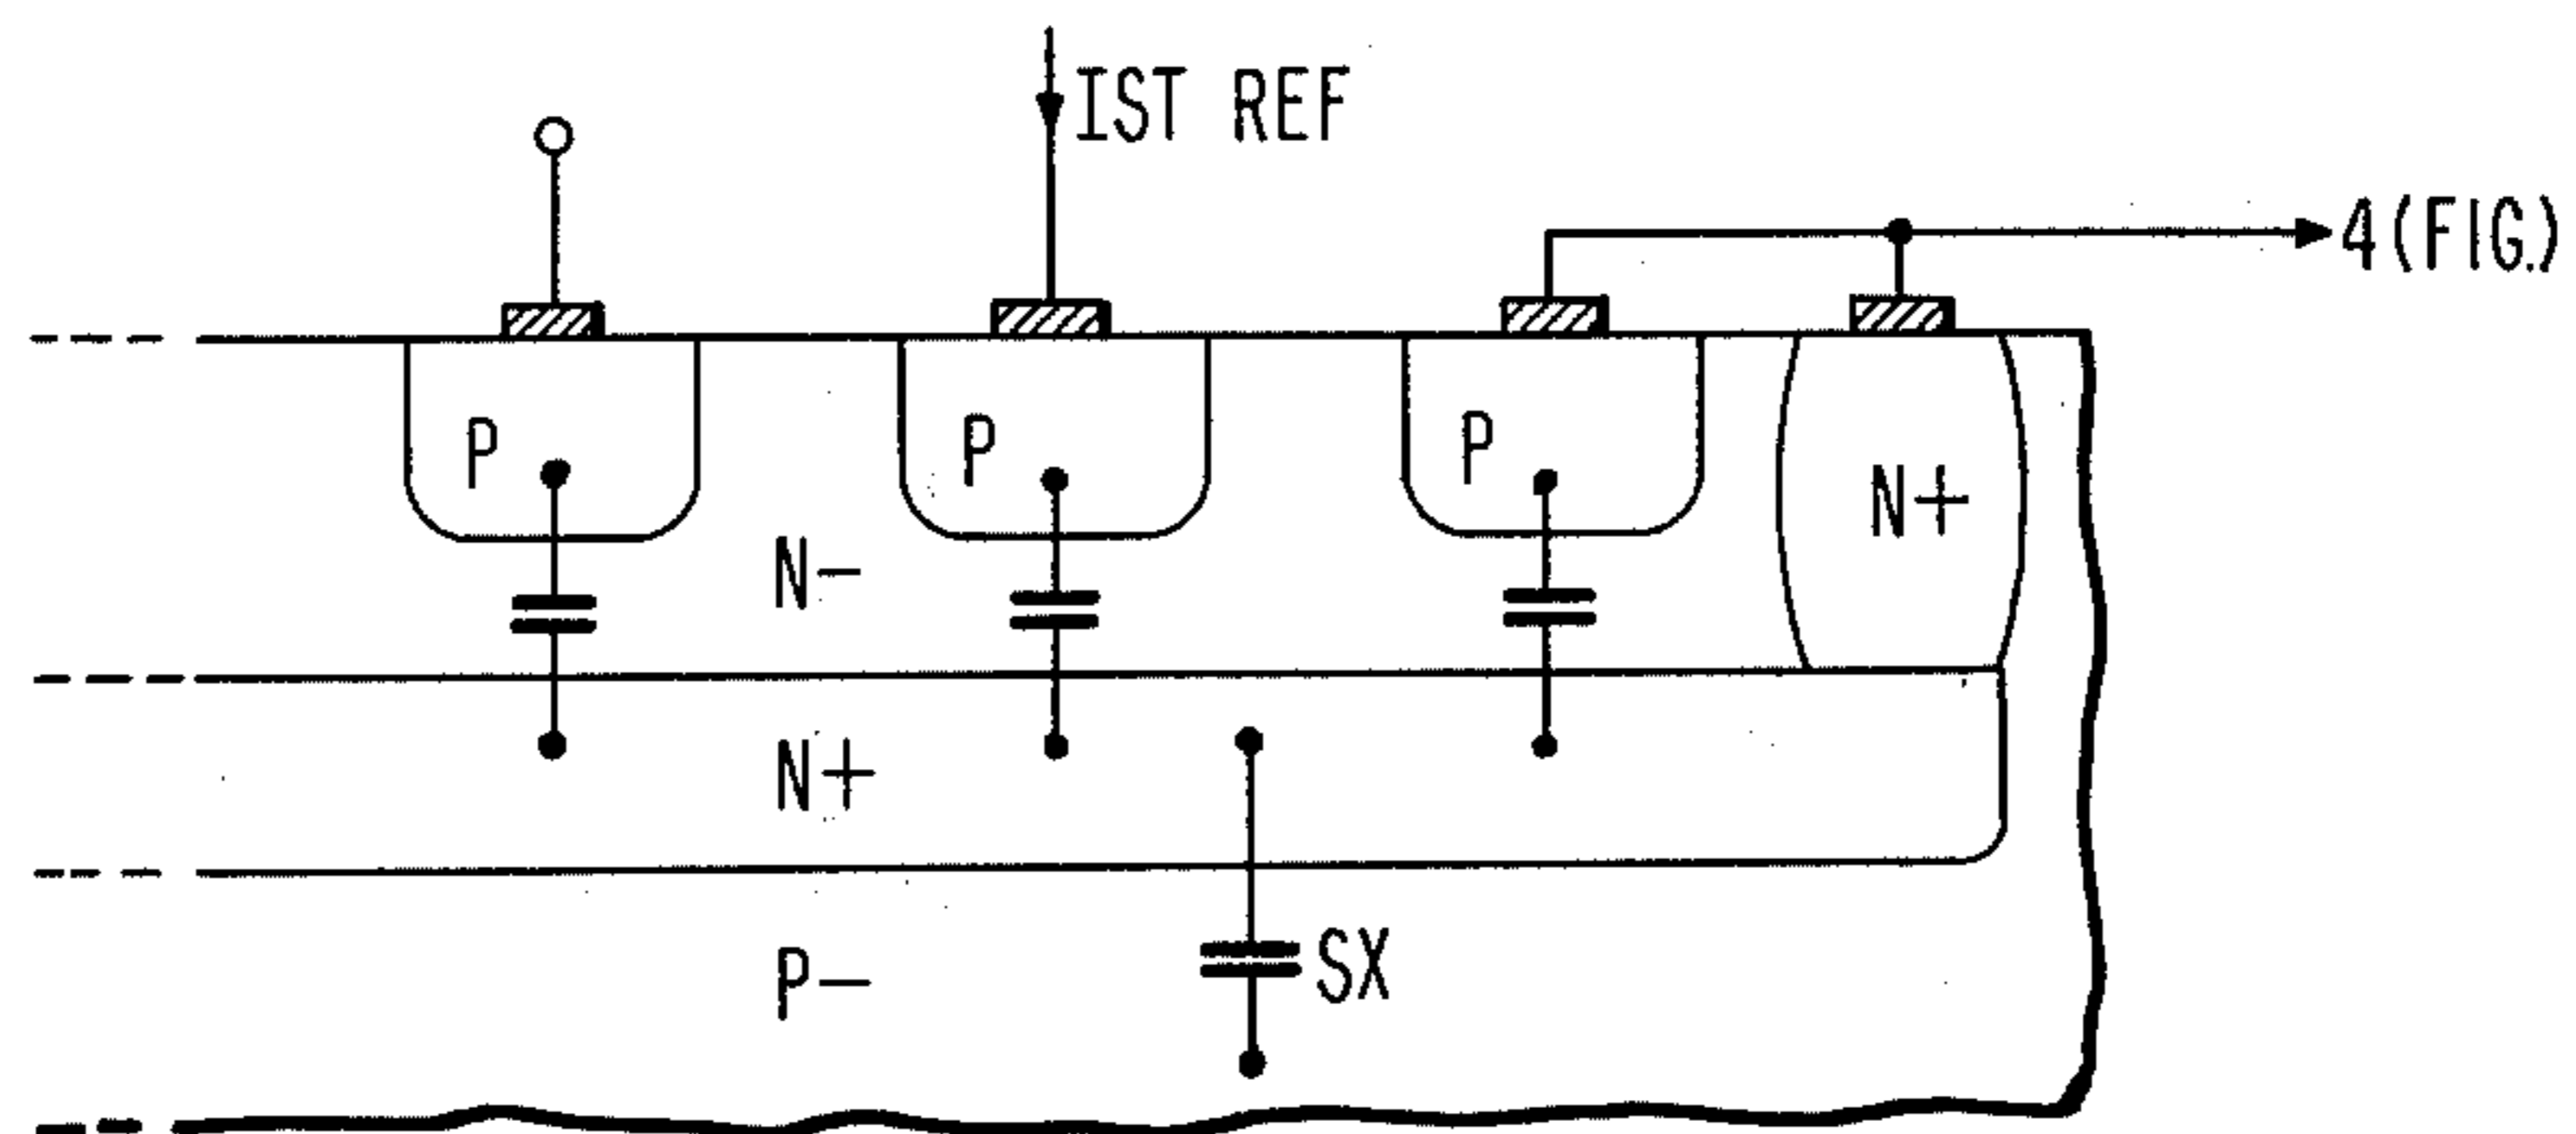 IST REF
4(FIG.)
P
P
P
N+
N-
N+
P-
SX